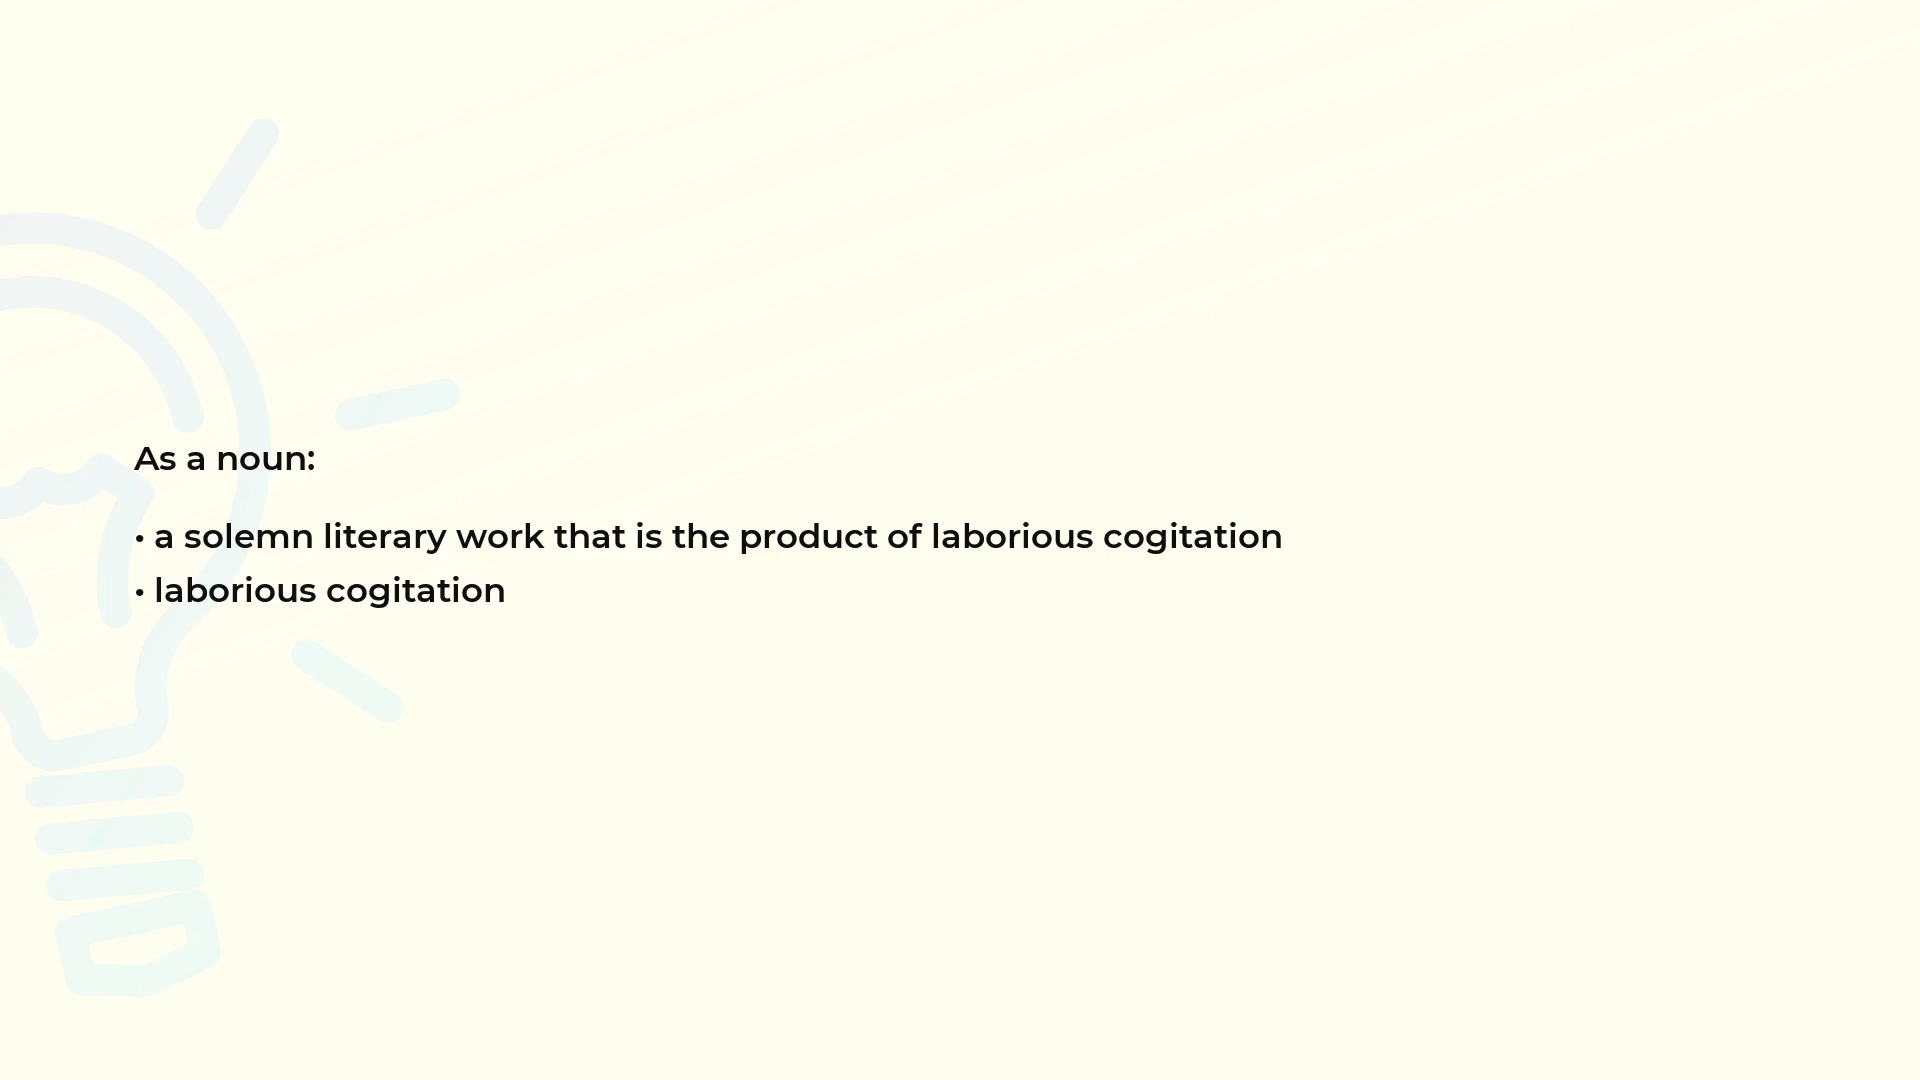 As a noun:
• a solemn literary work that is the product of laborious cogitation
• laborious cogitation